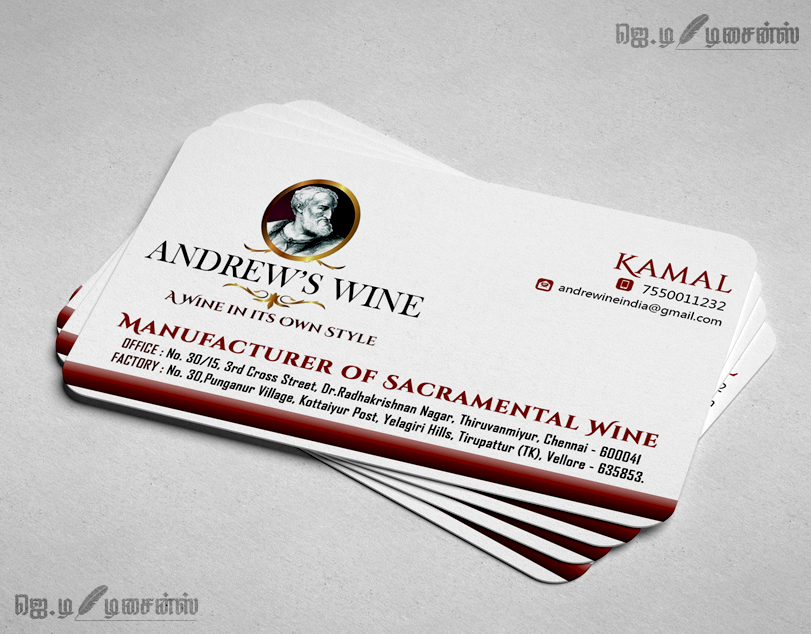 ஜெ.டி டிசைன்ஸ்
ANDREW'S WINE
A WINE IN ITS OWN STYLE
KAMAL
7550011232
andrewineindia@gmail.com
MANUFACTURER OF SACRAMENTAL WINE
OFFICE : No. 30/15, 3rd Cross Street, Dr.Radhakrishnan Nagar, Thiruvanmiyur, Chennai - 600041
FACTORY : No. 30,Punganur Village, Kottaiyur Post, Yelagiri Hills, Tirupattur (TK), Vellore - 635853.
ஜெ.டி டிசைன்ஸ்